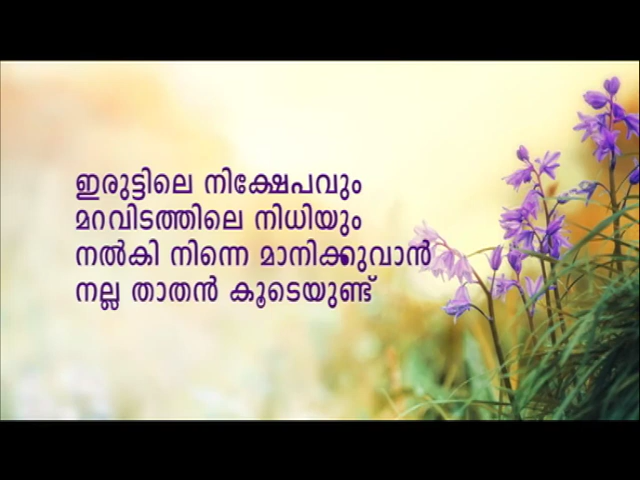 ഇരുട്ടിലെ നിക്ഷേപവും
മറവിടത്തിലെ നിധിയും
നൽകി നിന്നെ മാനിക്കുവാൻ
നല്ല താതൻ കൂടെയുണ്ട്